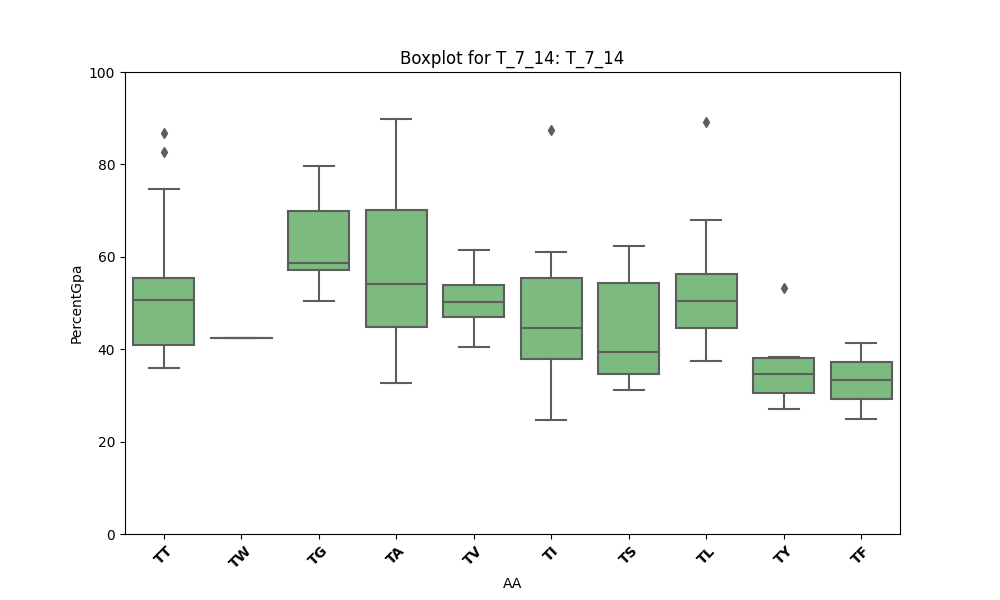 Boxplot for T_7_14: T_7_14
100
80
60
40
20
0
PercentGpa
TT
TW
TG
TA
TV
TI
TS
TL
TY
TF
AA